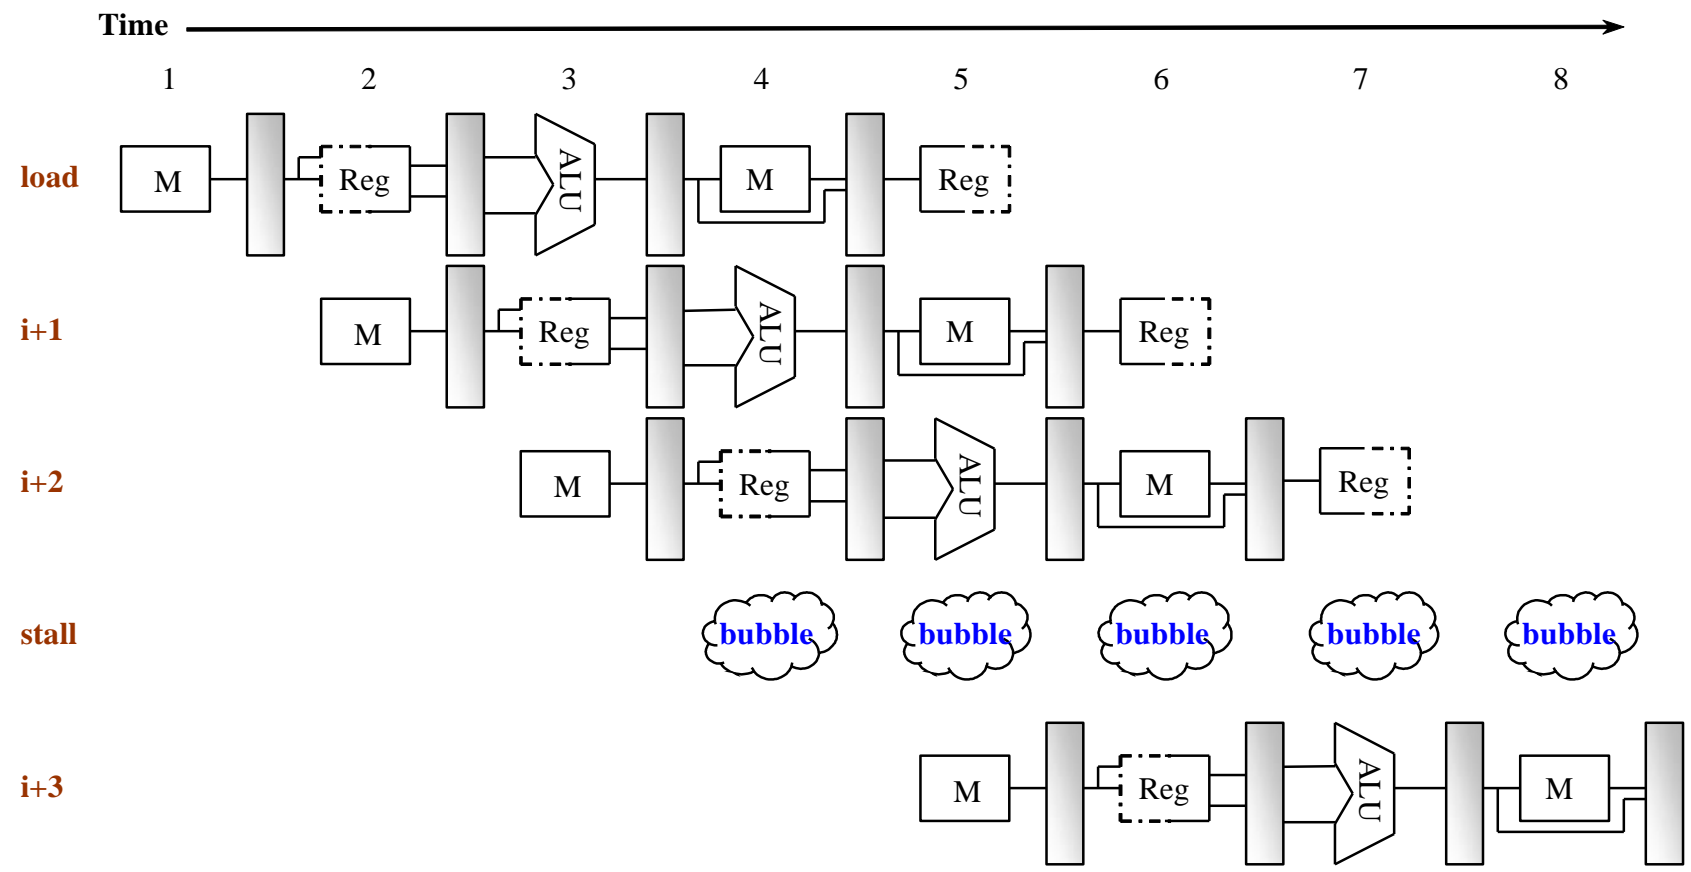 Time
1 2 3 4 5 6 7 8
load M Reg ALU M Reg
i+1 M Reg ALU M Reg
i+2 M Reg ALU M Reg
stall bubble bubble bubble bubble bubble
i+3 M Reg ALU M